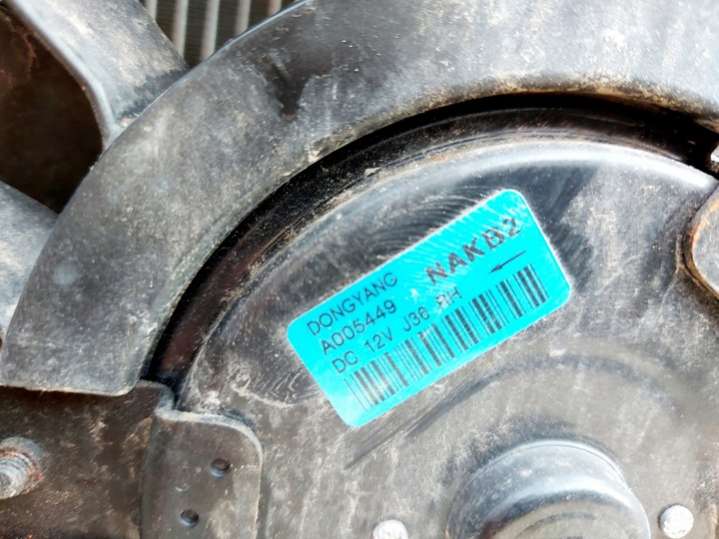 DONGYANG NAKB2
A005449
DC 12V J36 RH